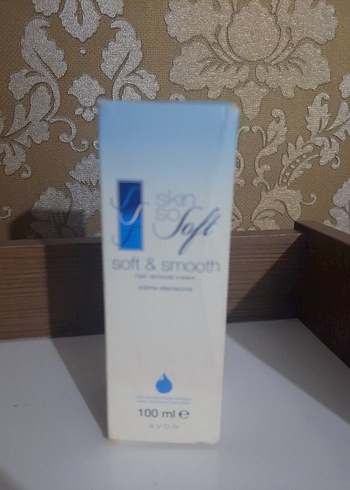 skin
so
Soft
soft & smooth
hair removal cream
crème dépilatoire
100 ml e
AVON